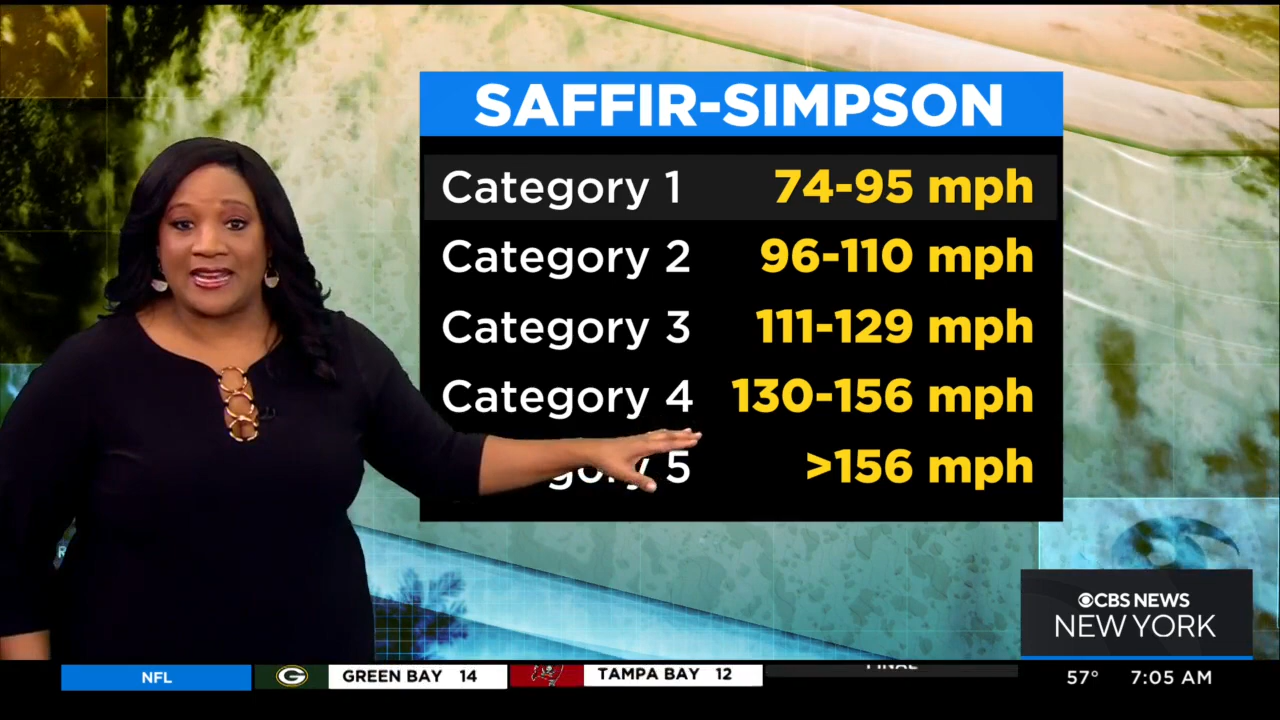 SAFFIR-SIMPSON
Category 1 74-95 mph
Category 2 96-110 mph
Category 3 111-129 mph
Category 4 130-156 mph
5 >156 mph
CBS NEWS
NEW YORK
NFL G GREEN BAY 14 TAMPA BAY 12 FINAL 57° 7:05 AM